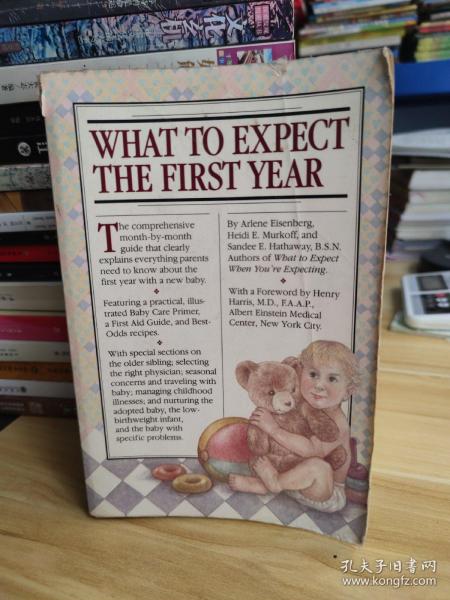 WHAT TO EXPECT
THE FIRST YEAR
The comprehensive
month-by-month
guide that clearly
explains everything parents
need to know about the
first year with a new baby.
Featuring a practical, illus-
trated Baby Care Primer,
a First Aid Guide, and Best-
Odds recipes.
With special sections on
the older sibling; selecting
the right physician; seasonal
concerns and traveling with
baby; managing childhood
illnesses; and nurturing the
adopted baby, the low-
birthweight infant,
and the baby with
specific problems.
By Arlene Eisenberg,
Heidi E. Murkoff, and
Sandee E. Hathaway, B.S.N.
Authors of What to Expect
When You're Expecting.
With a Foreword by Henry
Harris, M.D., F.A.A.P.,
Albert Einstein Medical
Center, New York City.
孔夫子旧书网
www.kongfz.com